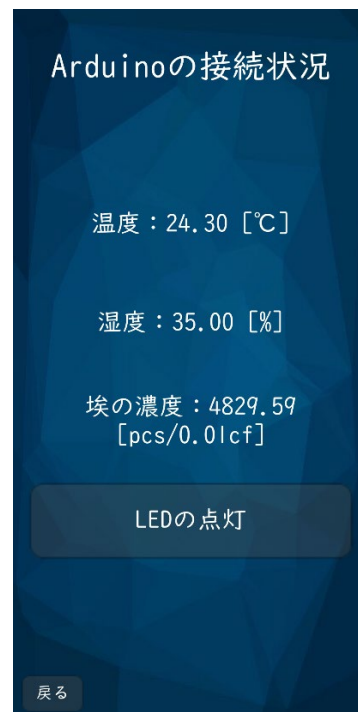 Arduinoの接続状況
温度：24.30 [℃]
湿度：35.00 [%]
埃の濃度：4829.59
[pcs/0.01cf]
LEDの点灯
戻る